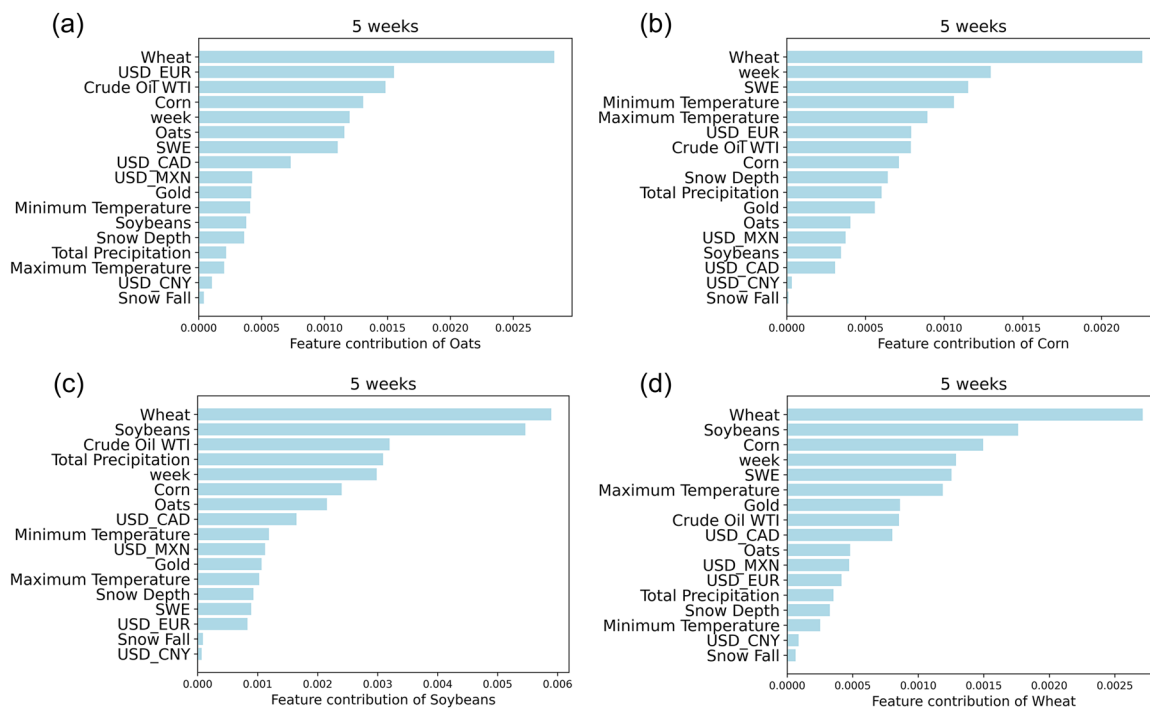 (a)
5 weeks
Wheat
USD_EUR
Crude Oil WTI
Corn
week
Oats
SWE
USD_CAD
USD_MXN
Gold
Minimum Temperature
Soybeans
Snow Depth
Total Precipitation
Maximum Temperature
USD_CNY
Snow Fall
0.0000 0.0005 0.0010 0.0015 0.0020 0.0025
Feature contribution of Oats
(b)
5 weeks
Wheat
week
SWE
Minimum Temperature
Maximum Temperature
USD_EUR
Crude Oil WTI
Corn
Snow Depth
Total Precipitation
Gold
Oats
USD_MXN
Soybeans
USD_CAD
USD_CNY
Snow Fall
0.0000 0.0005 0.0010 0.0015 0.0020
Feature contribution of Corn
(c)
5 weeks
Wheat
Soybeans
Crude Oil WTI
Total Precipitation
week
Corn
Oats
USD_CAD
Minimum Temperature
USD_MXN
Gold
Maximum Temperature
Snow Depth
SWE
USD_EUR
Snow Fall
USD_CNY
0.000 0.001 0.002 0.003 0.004 0.005 0.006
Feature contribution of Soybeans
(d)
5 weeks
Wheat
Soybeans
Corn
week
SWE
Maximum Temperature
Gold
Crude Oil WTI
USD_CAD
Oats
USD_MXN
USD_EUR
Total Precipitation
Snow Depth
Minimum Temperature
USD_CNY
Snow Fall
0.0000 0.0005 0.0010 0.0015 0.0020 0.0025
Feature contribution of Wheat